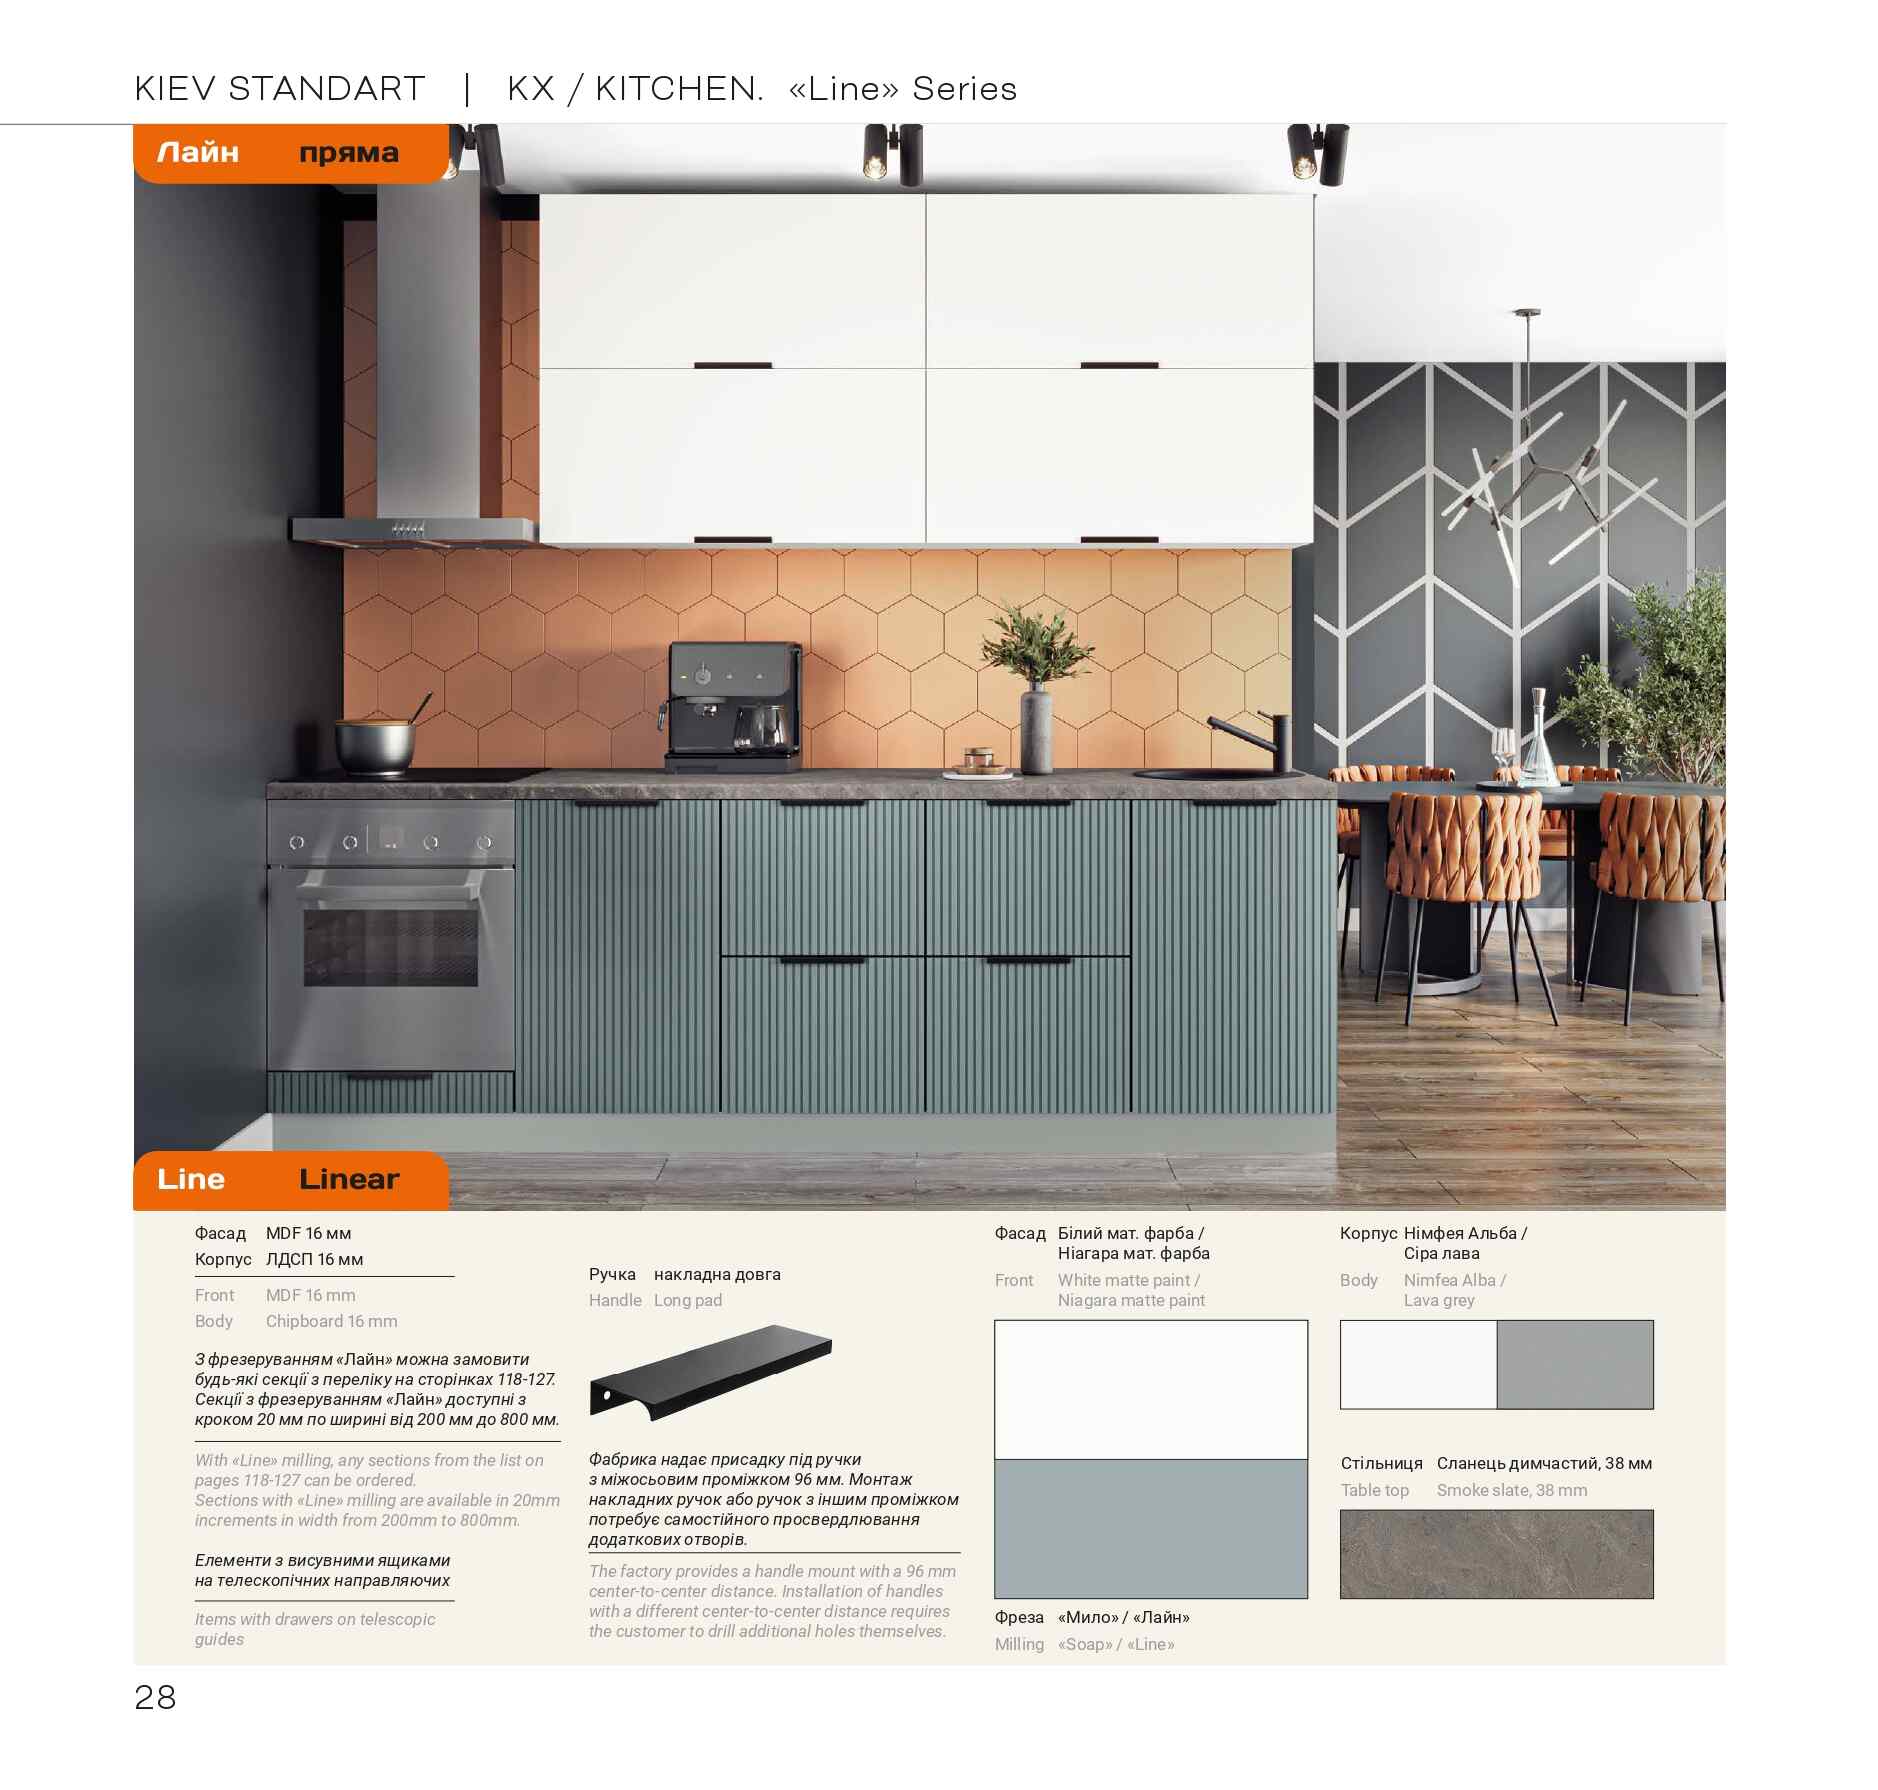 KIEV STANDART | KX / KITCHEN. «Line» Series
Лайн пряма
Line Linear
Фасад MDF 16 мм
Корпус ЛДСП 16 мм
Front MDF 16 mm
Body Chipboard 16 mm
З фрезеруванням «Лайн» можна замовити
будь-які секції з переліку на сторінках 118-127.
Секції з фрезеруванням «Лайн» доступні з
кроком 20 мм по ширині від 200 мм до 800 мм.
With «Line» milling, any sections from the list on
pages 118-127 can be ordered.
Sections with «Line» milling are available in 20mm
increments in width from 200mm to 800mm.
Елементи з висувними ящиками
на телескопічних направляючих
Items with drawers on telescopic
guides
Ручка накладна довга
Handle Long pad
Фабрика надає присадку під ручки
з міжосьовим проміжком 96 мм. Монтаж
накладних ручок або ручок з іншим проміжком
потребує самостійного просвердлювання
додаткових отворів.
The factory provides a handle mount with a 96 mm
center-to-center distance. Installation of handles
with a different center-to-center distance requires
the customer to drill additional holes themselves.
Фасад Білий мат. фарба /
Ніагара мат. фарба
Front White matte paint /
Niagara matte paint
Фреза «Мило» / «Лайн»
Milling «Soap» / «Line»
Корпус Німфея Альба /
Сіра лава
Body Nimfea Alba /
Lava grey
Стільниця Сланець димчастий, 38 мм
Table top Smoke slate, 38 mm
28